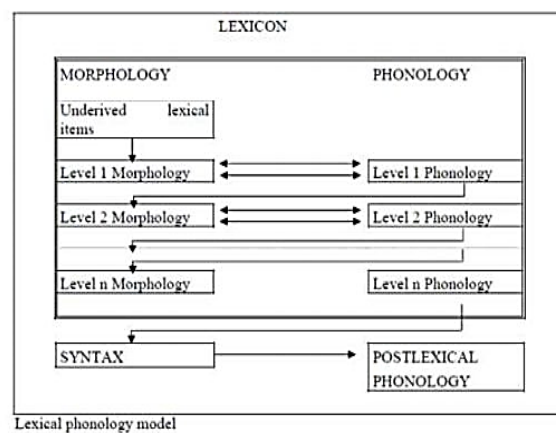 LEXICON
MORPHOLOGY PHONOLOGY
Underived lexical
items
Level 1 Morphology Level 1 Phonology
Level 2 Morphology Level 2 Phonology
Level n Morphology Level n Phonology
SYNTAX POSTLEXICAL
PHONOLOGY
Lexical phonology model